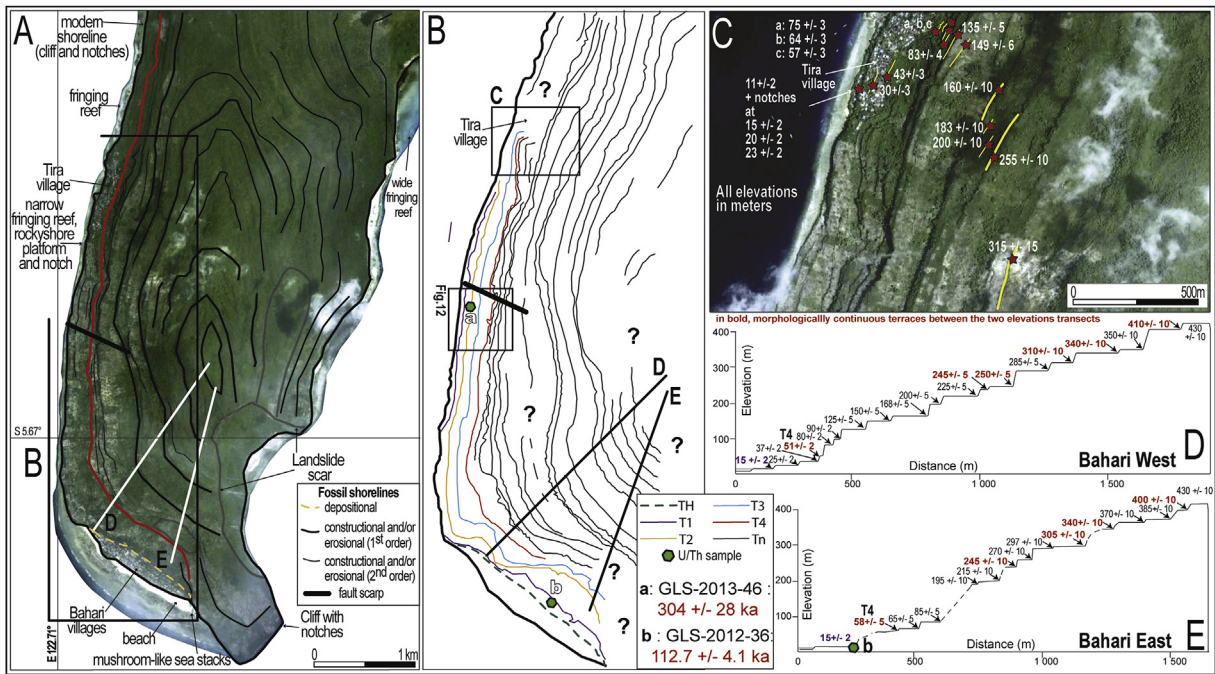 A
modern
shoreline
(cliff and notches)
fringing
reef
Tira
village
narrow
fringing reef,
rockyshore
platform
and notch
wide
fringing
reef
S 5.67°
B
D
E
Landslide
scar
Fossil shorelines
depositional
constructional and/or
erosional (1st order)
constructional and/or
erosional (2nd order)
fault scarp
Bahari
villages
beach
mushroom-like sea stacks
Cliff with
notches
E 122.71°
0 1 km
B
C
?
Tira
village
Fig.12
a
D
E
?
?
?
?
?
b
TH
T1
T2
T3
T4
Tn
U/Th sample
a: GLS-2013-46 :
304 +/- 28 ka
b : GLS-2012-36:
112.7 +/- 4.1 ka
C
a: 75 +/- 3
b: 64 +/- 3
c: 57 +/- 3
a, b, c
135 +/- 5
149 +/- 6
83+/- 4
Tira
village
43+/-3
30+/-3
11+/-2
+ notches
at
15 +/- 2
20 +/- 2
23 +/- 2
160 +/- 10
183 +/- 10
200 +/- 10
255 +/- 10
All elevations
in meters
315 +/- 15
0 500m
in bold, morphologicallly continuous terraces between the two elevations transects
Elevation (m)
400
300
200
100
0
15 +/- 2
25 +/- 2
37+/- 2
T4
51+/- 2
80+/- 2
90+/- 2
125+/- 5
150 +/- 5
168+/- 5
200+/- 5
225+/- 5
245+/- 5
250+/- 5
285+/- 5
310+/- 10
340+/- 10
350+/- 10
410+/- 10
430
+/- 10
Distance (m)
500
1 000
1 500
Bahari West
D
Elevation (m)
400
300
200
100
0
15+/- 2
b
T4
58+/- 5
65+/- 5
85+/- 5
195 +/- 10
215 +/- 10
245 +/- 10
270 +/- 10
297 +/- 10
305 +/- 10
340+/- 10
370+/- 10
385+/- 10
400 +/- 10
430 +/- 10
Distance (m)
0
500
1 000
1 500
Bahari East
E